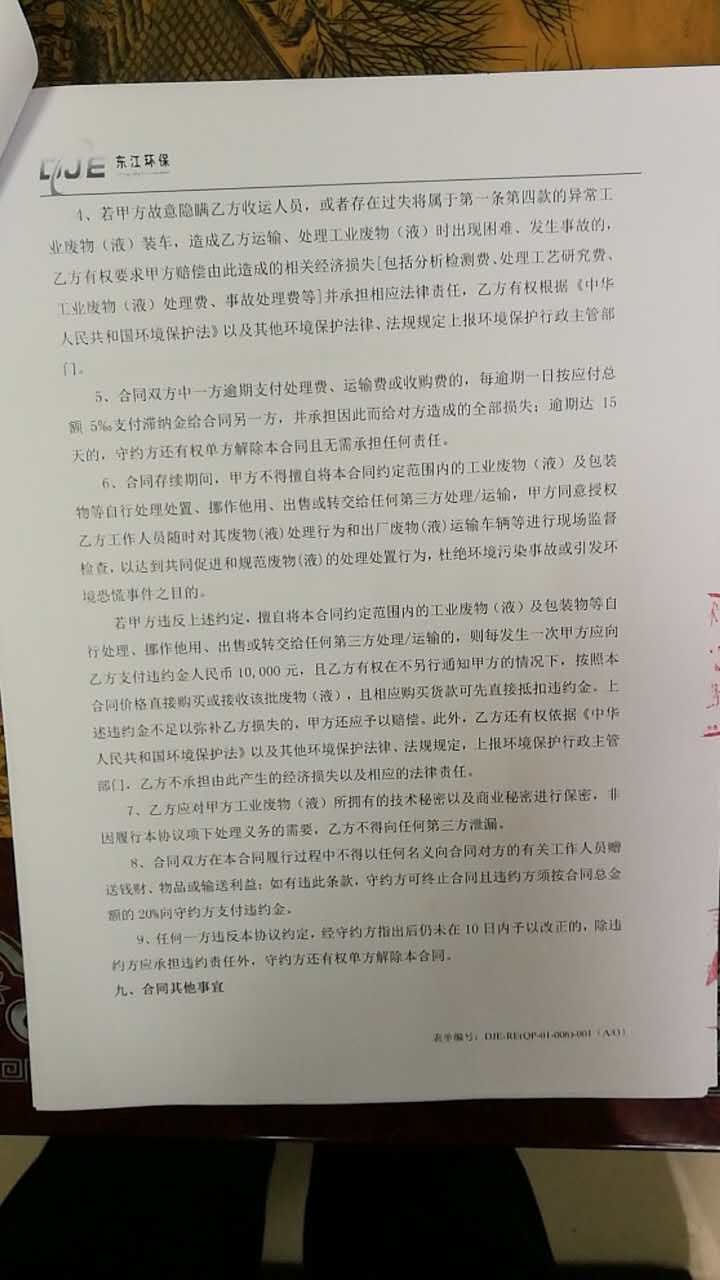 DJE 东江环保
4、若甲方故意隐瞒乙方收运人员，或者存在过失将属于第一条第四款的异常工
业废物（液）装车，造成乙方运输、处理工业废物（液）时出现困难、发生事故的，
乙方有权要求甲方赔偿由此造成的相关经济损失[包括分析检测费、处理工艺研究费、
工业废物（液）处理费、事故处理费等]并承担相应法律责任，乙方有权根据《中华
人民共和国环境保护法》以及其他环境保护法律、法规规定上报环境保护行政主管部
门。
5、合同双方中一方逾期支付处理费、运输费或收购费的，每逾期一日按应付总
额 5‰支付滞纳金给合同另一方，并承担因此而给对方造成的全部损失；逾期达 15
天的，守约方还有权单方解除本合同且无需承担任何责任。
6、合同存续期间，甲方不得擅自将本合同约定范围内的工业废物（液）及包装
物等自行处理处置、挪作他用、出售或转交给任何第三方处理/运输，甲方同意授权
乙方工作人员随时对其废物(液)处理行为和出厂废物(液)运输车辆等进行现场监督
检查，以达到共同促进和规范废物(液)的处理处置行为，杜绝环境污染事故或引发环
境恐慌事件之目的。
若甲方违反上述约定，擅自将本合同约定范围内的工业废物（液）及包装物等自
行处理、挪作他用、出售或转交给任何第三方处理/运输的，则每发生一次甲方应向
乙方支付违约金人民币 10,000 元，且乙方有权在不另行通知甲方的情况下，按照本
合同价格直接购买或接收该批废物（液），且相应购买货款可先直接抵扣违约金。上
述违约金不足以弥补乙方损失的，甲方还应予以赔偿。此外，乙方还有权依据《中华
人民共和国环境保护法》以及其他环境保护法律、法规规定，上报环境保护行政主管
部门，乙方不承担由此产生的经济损失以及相应的法律责任。
7、乙方应对甲方工业废物（液）所拥有的技术秘密以及商业秘密进行保密，非
因履行本协议项下处理义务的需要，乙方不得向任何第三方泄漏。
8、合同双方在本合同履行过程中不得以任何名义向合同对方的有关工作人员赠
送钱财、物品或输送利益；如有违此条款，守约方可终止合同且违约方须按合同总金
额的 20%向守约方支付违约金。
9、任何一方违反本协议约定，经守约方指出后仍未在 10 日内予以改正的，除违
约方应承担违约责任外，守约方还有权单方解除本合同。
九、合同其他事宜
表单编号：DJE-RE(QP-01-006)-001（A/O）